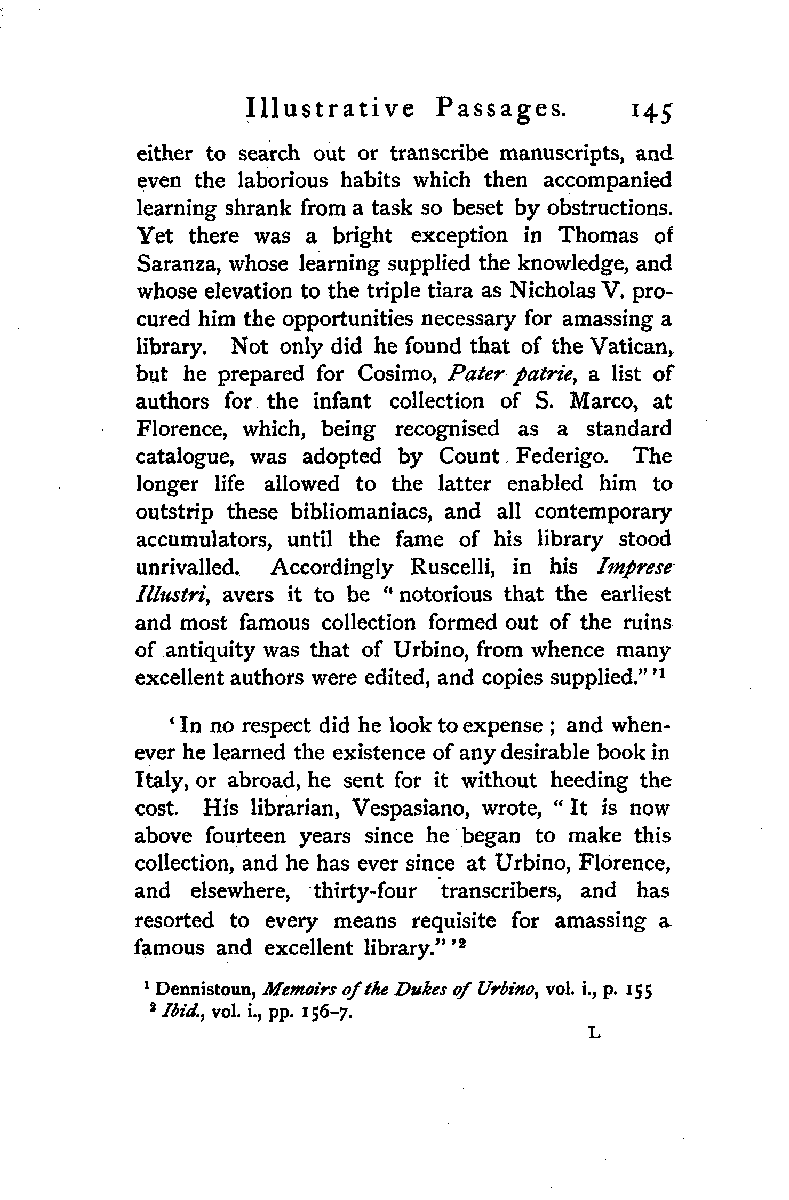 Illustrative Passages. 145
either to search out or transcribe manuscripts, and
even the laborious habits which then accompanied
learning shrank from a task so beset by obstructions.
Yet there was a bright exception in Thomas of
Saranza, whose learning supplied the knowledge, and
whose elevation to the triple tiara as Nicholas V. pro-
cured him the opportunities necessary for amassing a
library. Not only did he found that of the Vatican,
but he prepared for Cosimo, Pater patrie, a list of
authors for the infant collection of S. Marco, at
Florence, which, being recognised as a standard
catalogue, was adopted by Count Federigo. The
longer life allowed to the latter enabled him to
outstrip these bibliomaniacs, and all contemporary
accumulators, until the fame of his library stood
unrivalled. Accordingly Ruscelli, in his Imprese
Illustri, avers it to be “notorious that the earliest
and most famous collection formed out of the ruins
of antiquity was that of Urbino, from whence many
excellent authors were edited, and copies supplied.”’¹
‘In no respect did he look to expense; and when-
ever he learned the existence of any desirable book in
Italy, or abroad, he sent for it without heeding the
cost. His librarian, Vespasiano, wrote, “It is now
above fourteen years since he began to make this
collection, and he has ever since at Urbino, Florence,
and elsewhere, thirty-four transcribers, and has
resorted to every means requisite for amassing a
famous and excellent library.”’²
¹ Dennistoun, Memoirs of the Dukes of Urbino, vol. i., p. 155
² Ibid., vol. i., pp. 156-7.
L